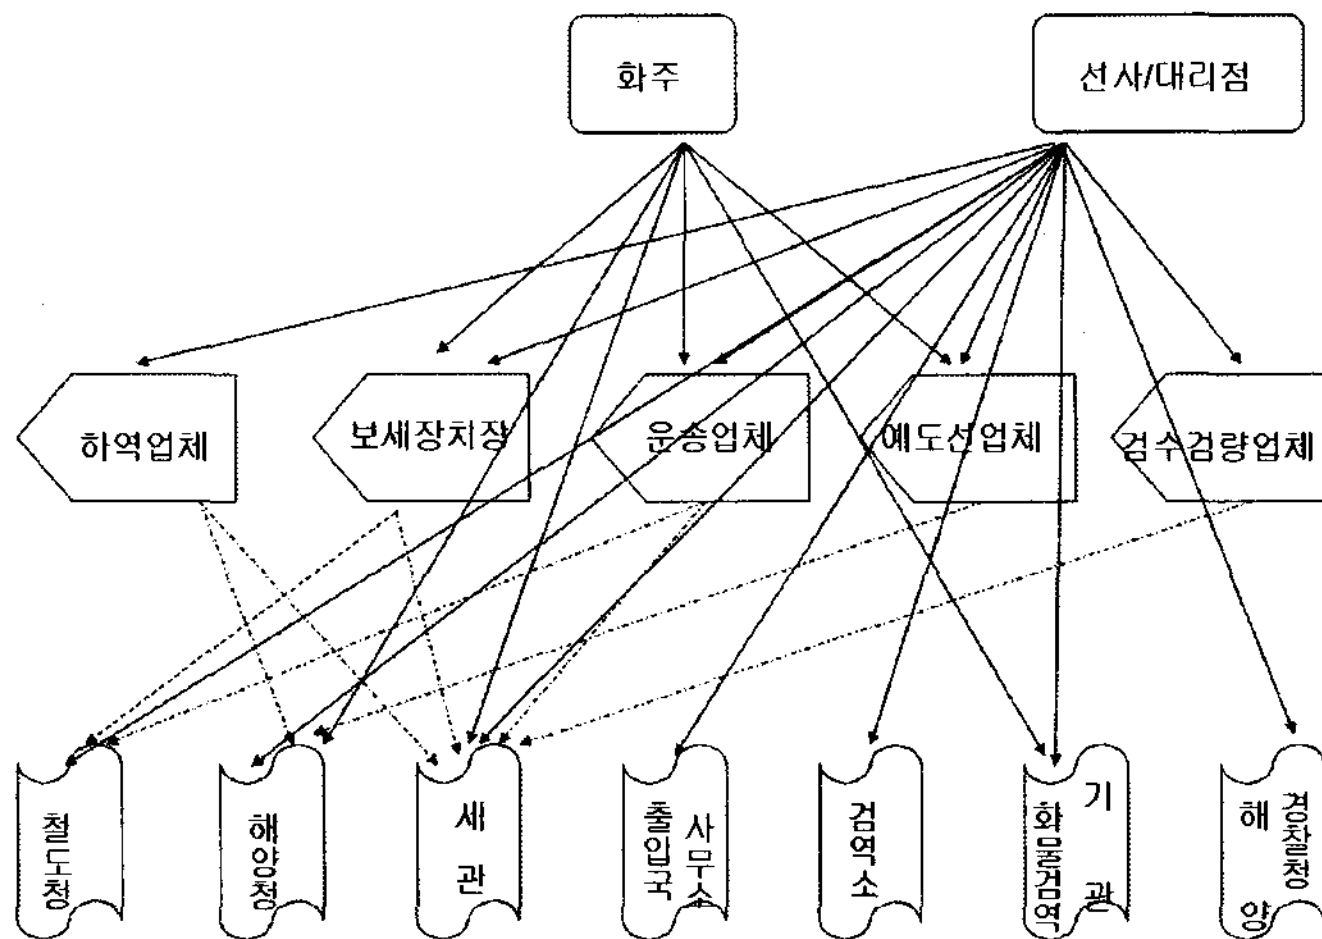 화주
선사/대리점
하역업체
보세장치장
운송업체
예도선업체
검수검량업체
철도청
해양청
세관
출입국
사무소
검역소
화물검역
기관
해양
경찰청